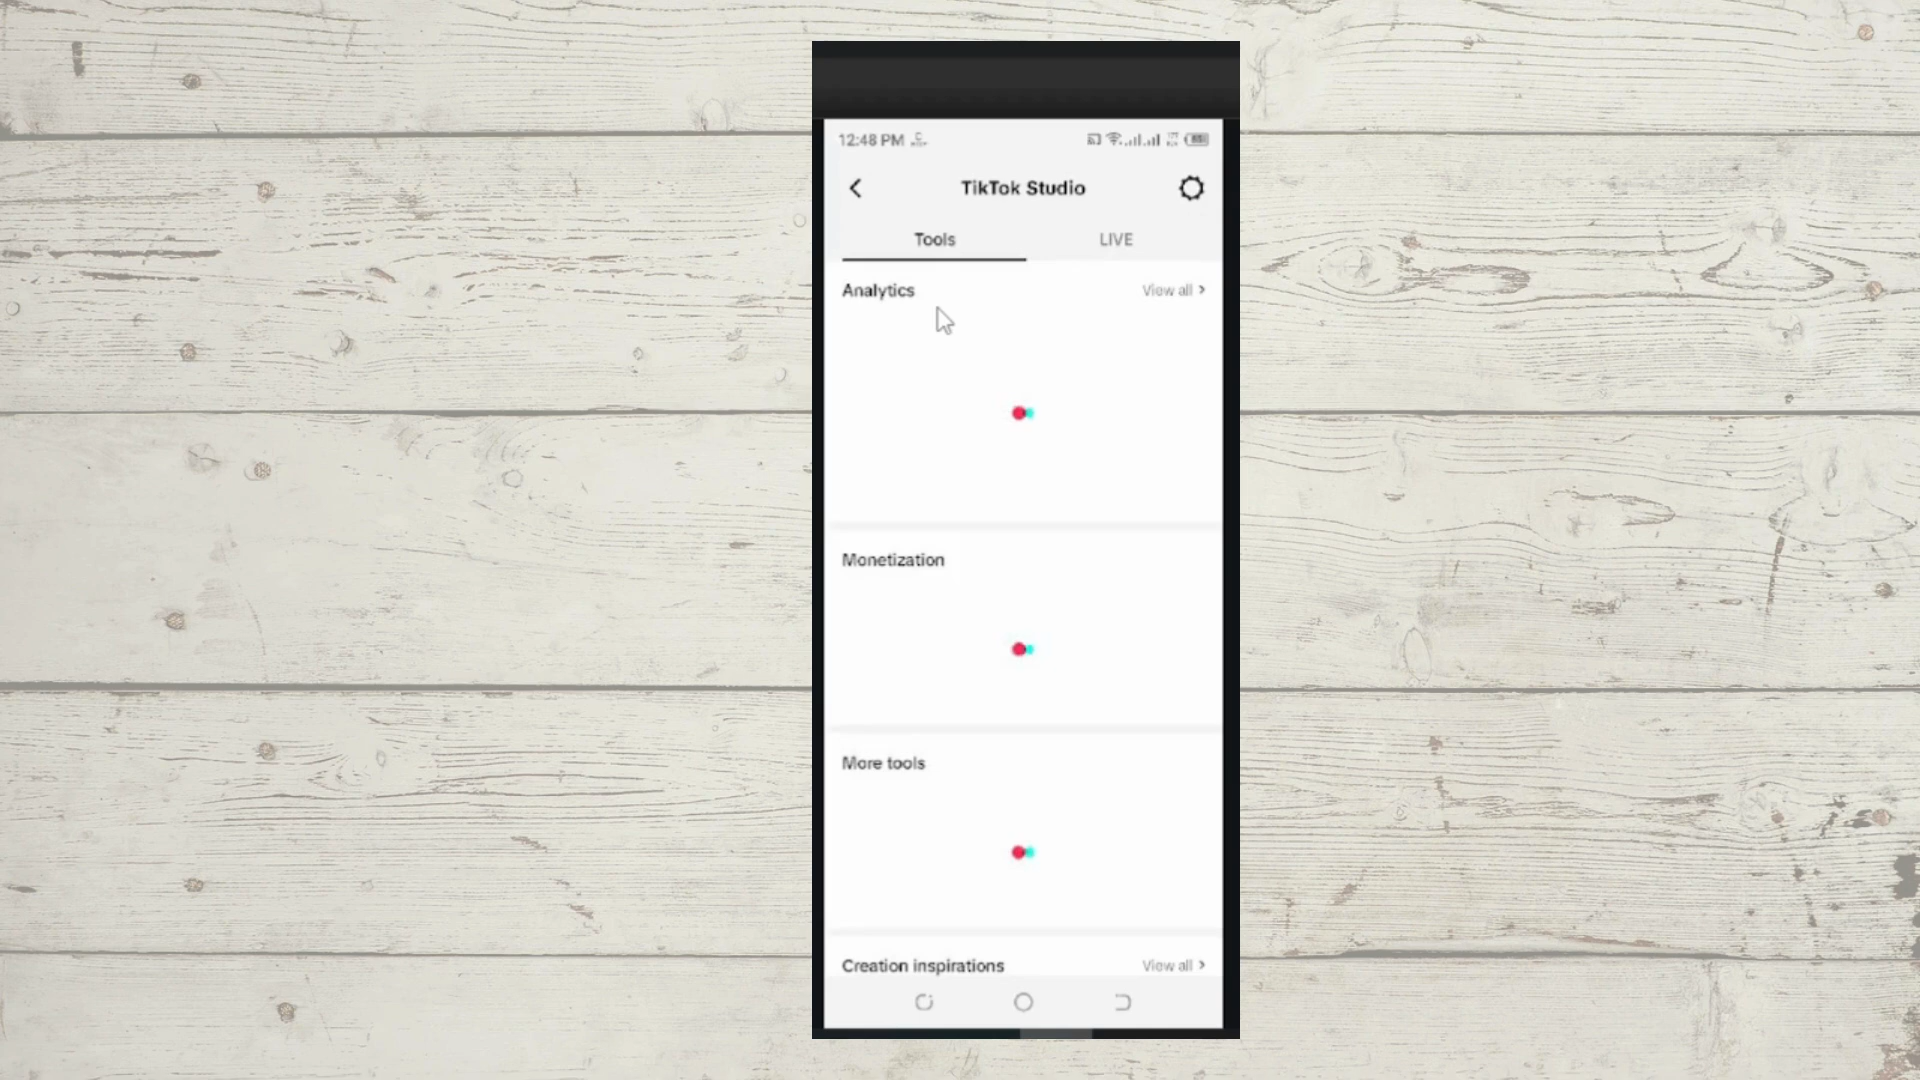 12:48 PM
TikTok Studio
Tools LIVE
Analytics View all >
Monetization
More tools
Creation inspirations View all >